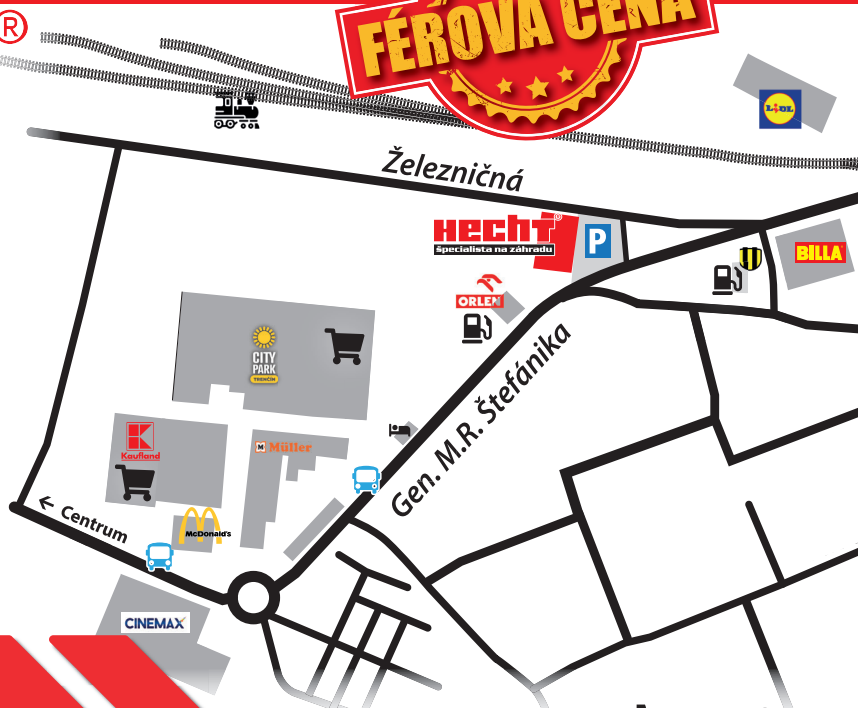 ®
FÉROVÁ CENA
LIDL
Železničná
HECHT®
špecialista na záhradu
P
BILLA
ORLEN
CITY
PARK
TRENČÍN
Gen. M.R. Štefánika
K
Kaufland
M Müller
← Centrum
McDonald's
CINEMAX